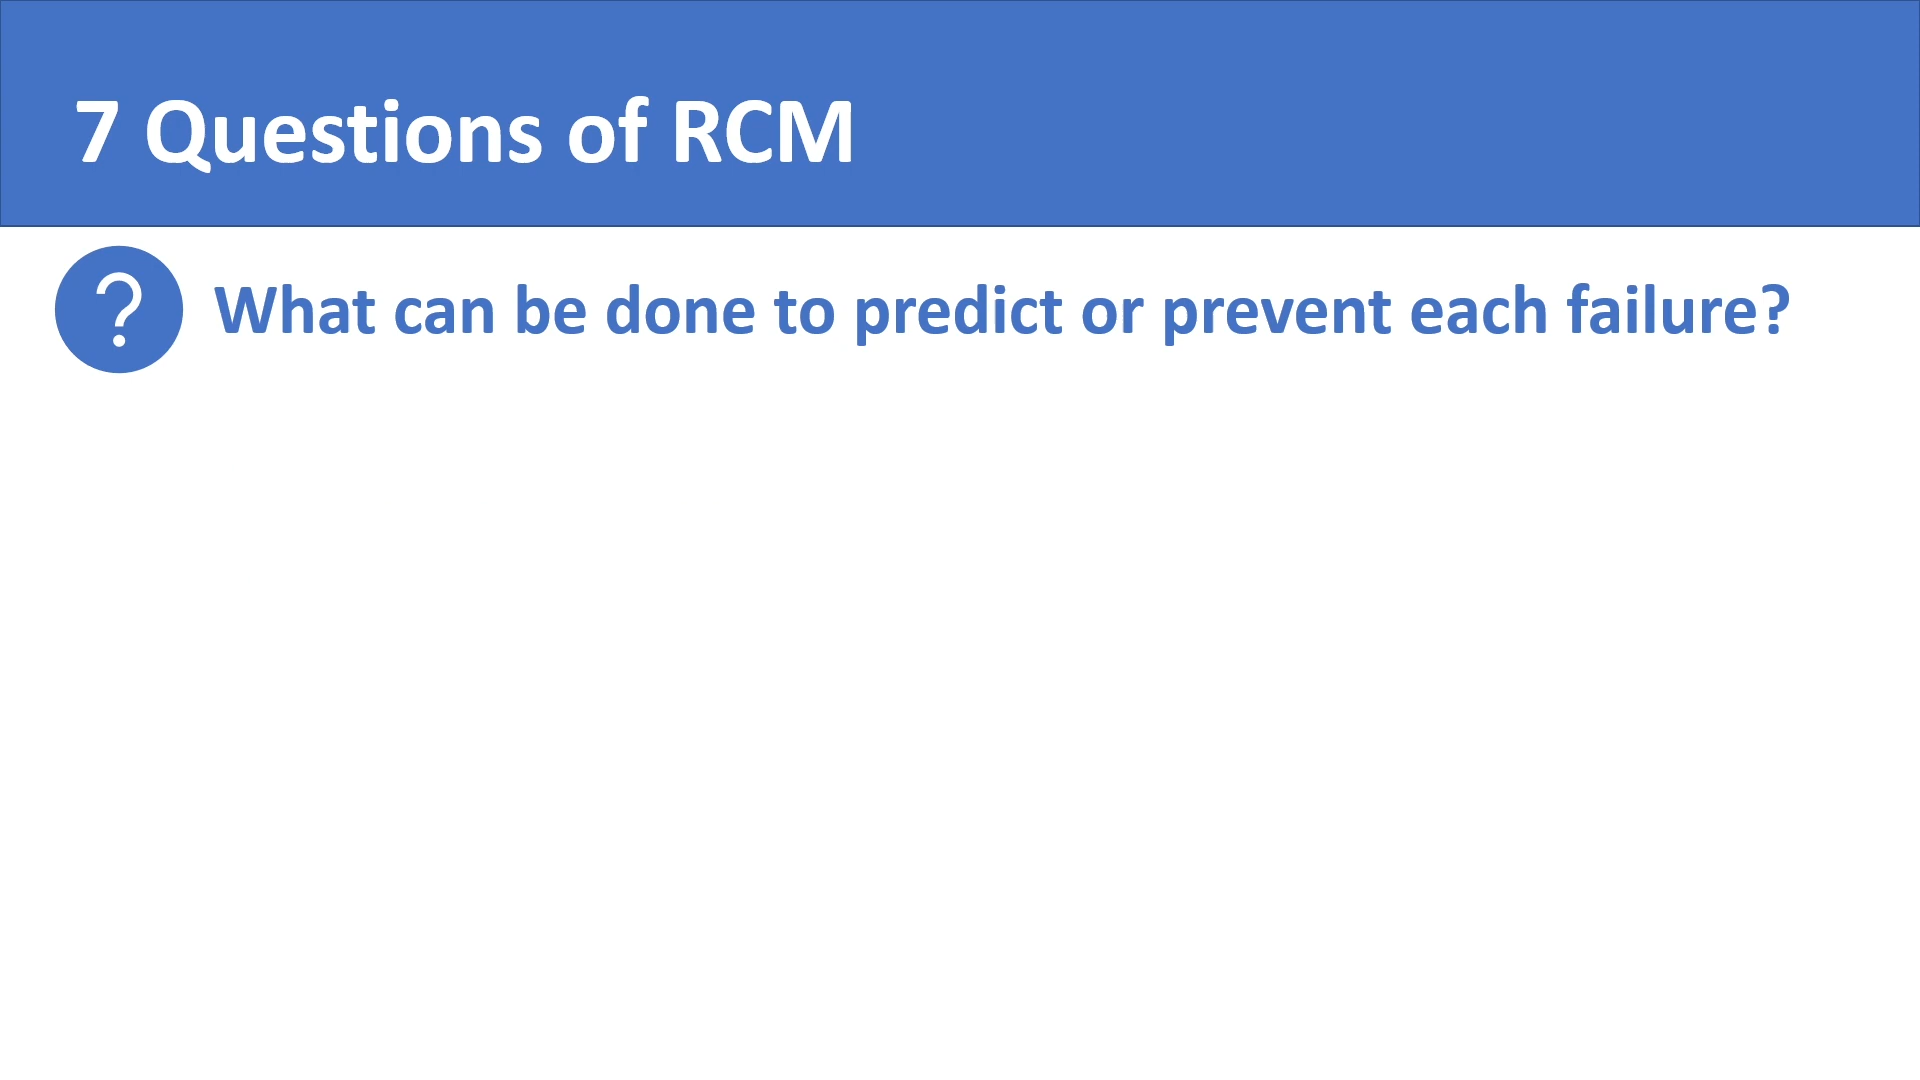 7 Questions of RCM
? What can be done to predict or prevent each failure?